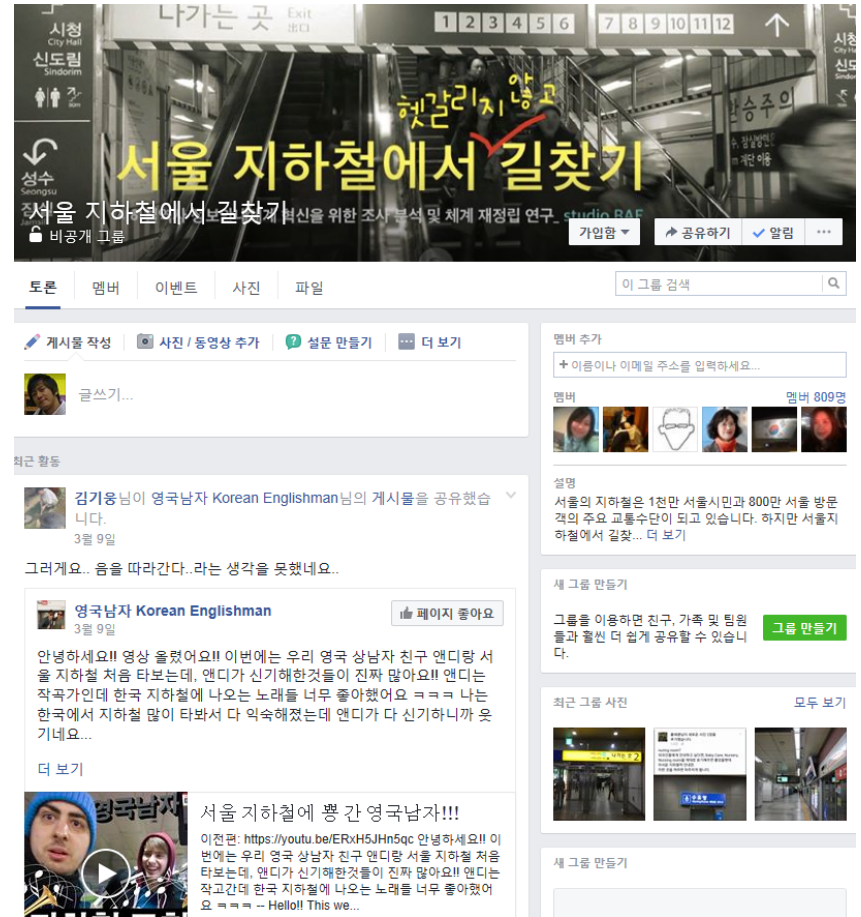 나가는 곳 Exit
出口
1 2 3 4 5 6
7 8 9 10 11 12
시청
City Hall
신도림
Sindorim
성수
Seongsu
헷갈리지 않고
서울 지하철에서 길찾기
혁신을 위한 조사 분석 및 체계 재정립 연구_ studio BAF
서울 지하철에서 길찾기
비공개 그룹
가입함
공유하기
알림
토론
멤버
이벤트
사진
파일
이 그룹 검색
게시물 작성
사진 / 동영상 추가
설문 만들기
더 보기
글쓰기...
최근 활동
김기웅님이 영국남자 Korean Englishman님의 게시물을 공유했습
니다.
3월 9일
그러게요.. 음을 따라간다..라는 생각을 못했네요..
영국남자 Korean Englishman
3월 9일
페이지 좋아요
안녕하세요!! 영상 올렸어요!! 이번에는 우리 영국 상남자 친구 앤디랑 서
울 지하철 처음 타보는데, 앤디가 신기해한것들이 진짜 많아요!! 앤디는
작곡가인데 한국 지하철에 나오는 노래들 너무 좋아했어요 ㅋㅋㅋ 나는
한국에서 지하철 많이 타봐서 다 익숙해졌는데 앤디가 다 신기하니까 웃
기네요...
더 보기
영국남자
서울 지하철에 뿅 간 영국남자!!!
이전편: https://youtu.be/ERxH5JHn5qc 안녕하세요!! 이
번에는 우리 영국 상남자 친구 앤디랑 서울 지하철 처음
타보는데, 앤디가 신기해한것들이 진짜 많아요!! 앤디는
작고간데 한국 지하철에 나오는 노래들 너무 좋아했어
요 ㅋㅋㅋ -- Hello!! This we...
멤버 추가
이름이나 이메일 주소를 입력하세요...
멤버
멤버 809명
설명
서울의 지하철은 1천만 서울시민과 800만 서울 방문
객의 주요 교통수단이 되고 있습니다. 하지만 서울지
하철에서 길찾... 더 보기
새 그룹 만들기
그룹을 이용하면 친구, 가족 및 팀원
들과 훨씬 더 쉽게 공유할 수 있습니
다.
그룹 만들기
최근 그룹 사진
모두 보기
새 그룹 만들기